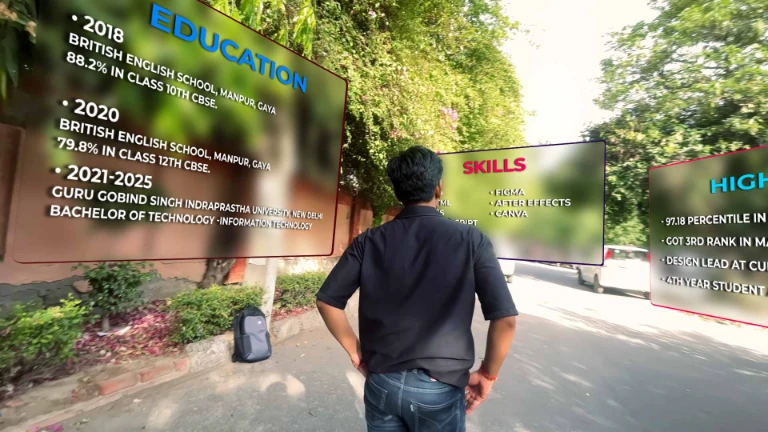 EDUCATION
• 2018
BRITISH ENGLISH SCHOOL, MANPUR, GAYA
88.2% IN CLASS 10TH CBSE.
• 2020
BRITISH ENGLISH SCHOOL, MANPUR, GAYA
79.8% IN CLASS 12TH CBSE.
• 2021-2025
GURU GOBIND SINGH INDRAPRASTHA UNIVERSITY, NEW DELHI
BACHELOR OF TECHNOLOGY -INFORMATION TECHNOLOGY
SKILLS
• FIGMA
• AFTER EFFECTS
• CANVA
HIGH
• 97.18 PERCENTILE IN
• GOT 3RD RANK IN MA
• DESIGN LEAD AT CU
• 4TH YEAR STUDENT